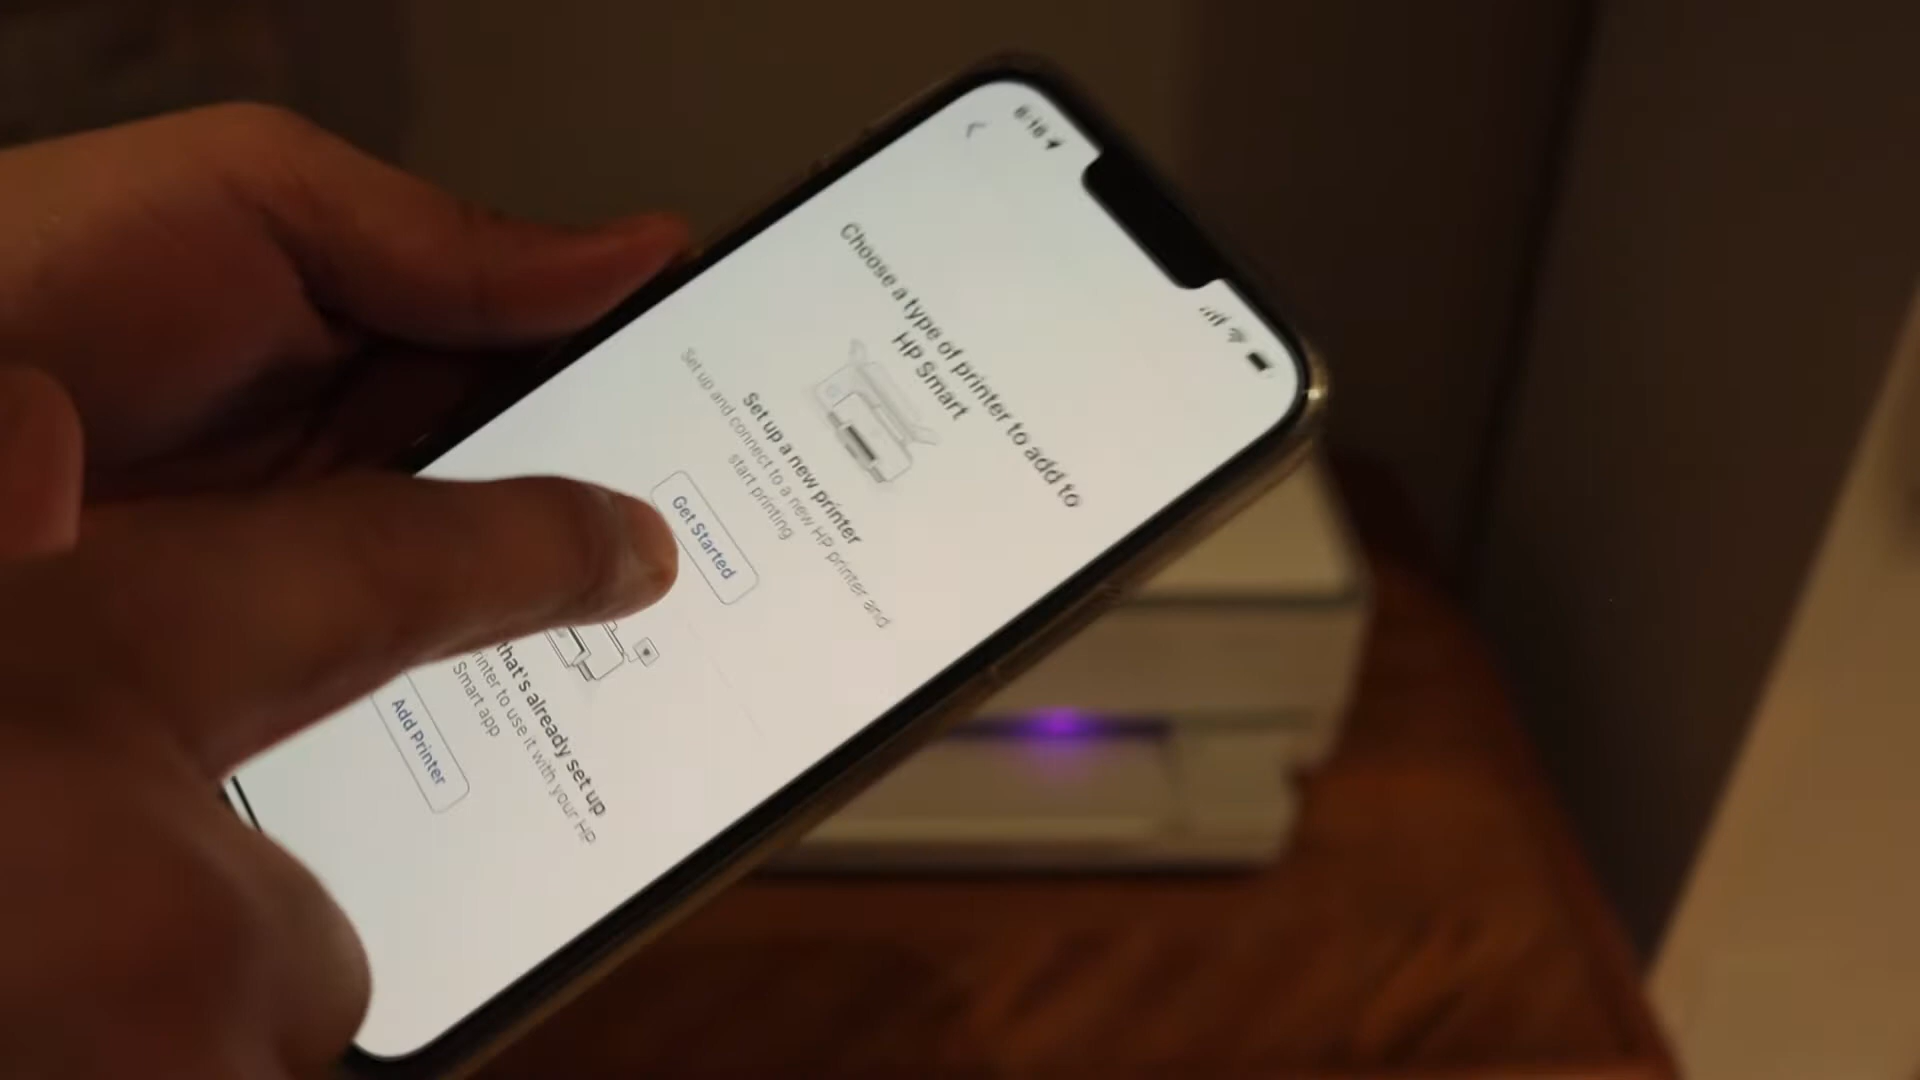 6:16
Choose a type of printer to add to
HP Smart
Set up a new printer
Set up and connect to a new HP printer and
start printing
Get Started
that's already set up
rinter to use it with your HP
Smart app
Add Printer